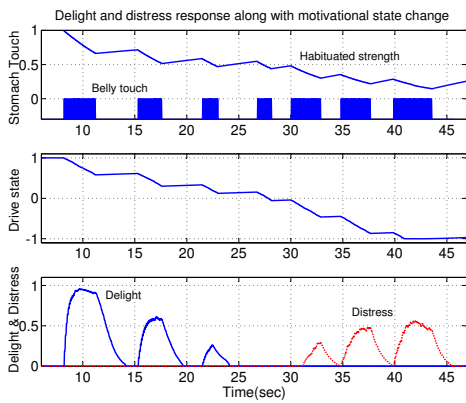 Delight and distress response along with motivational state change
Stomach Touch
1
0.5
0
Habituated strength
Belly touch
10 15 20 25 30 35 40 45
Drive state
1
0
-1
10 15 20 25 30 35 40 45
Delight & Distress
1
0.5
0
Delight
Distress
10 15 20 25 30 35 40 45
Time(sec)